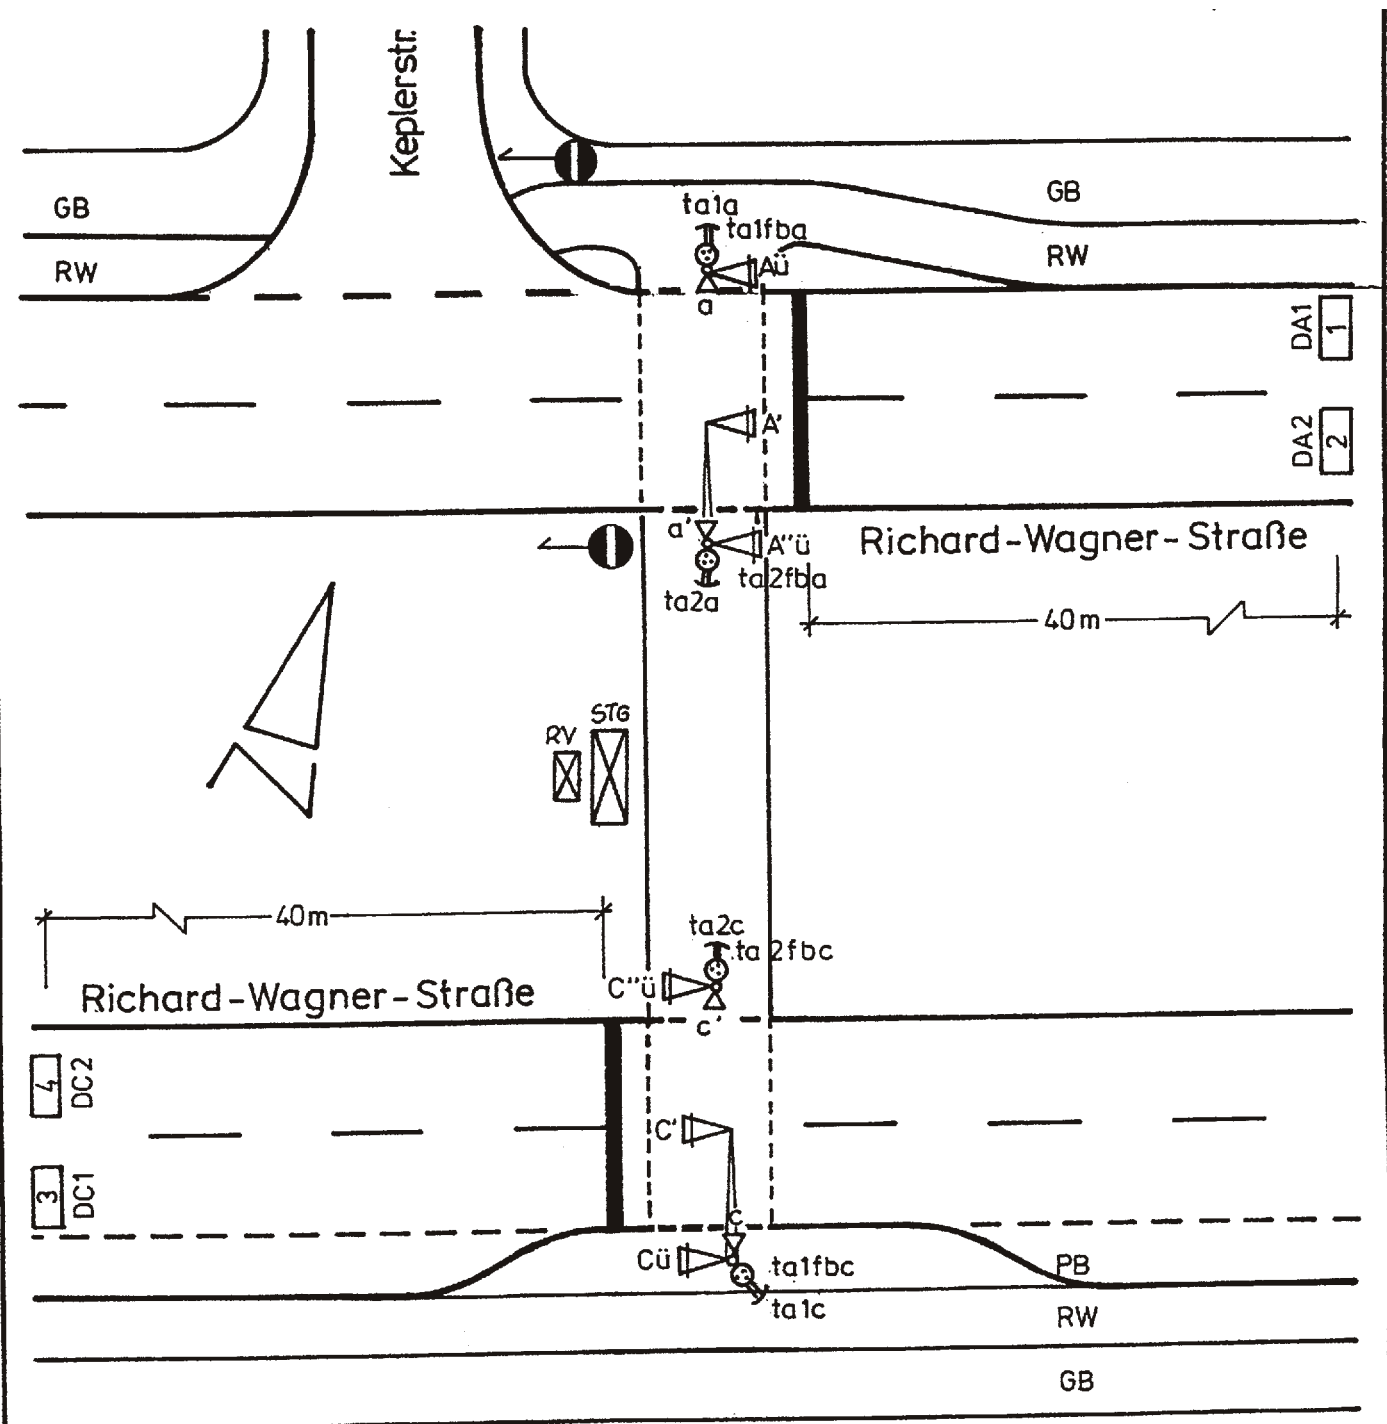 Keplerstr.
GB
GB
ta1a
ta1fba
RW
RW
Aü
a
DA1
1
A'
DA2
2
a'
A''ü
Richard-Wagner-Straße
ta2fba
ta2a
40m
STG
RV
40m
ta2c
ta2fbc
C''ü
Richard-Wagner-Straße
c'
4
DC2
C'
3
DC1
c
Cü
ta1fbc
PB
ta1c
RW
GB